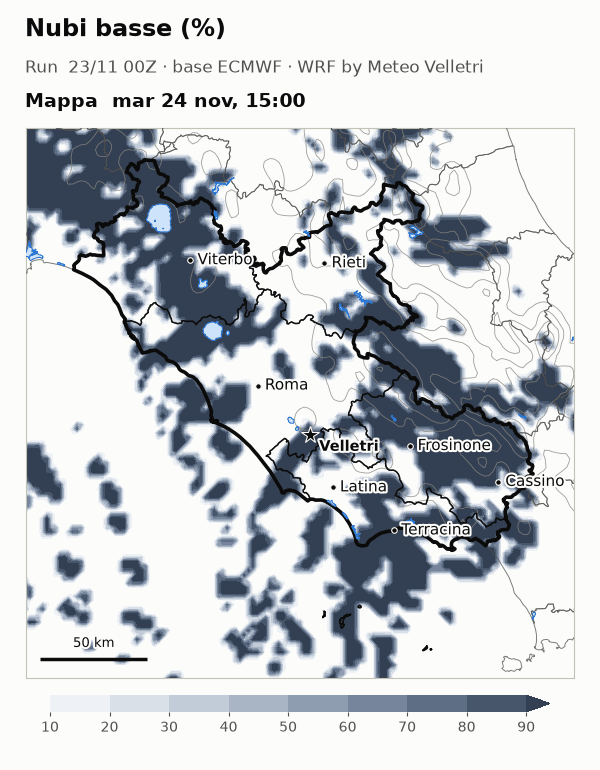 Nubi basse (%)
Run  23/11 00Z · base ECMWF · WRF by Meteo Velletri
Mappa  mar 24 nov, 15:00
Viterbo
Rieti
Roma
Velletri
Frosinone
Cassino
Latina
Terracina
50 km
10 20 30 40 50 60 70 80 90